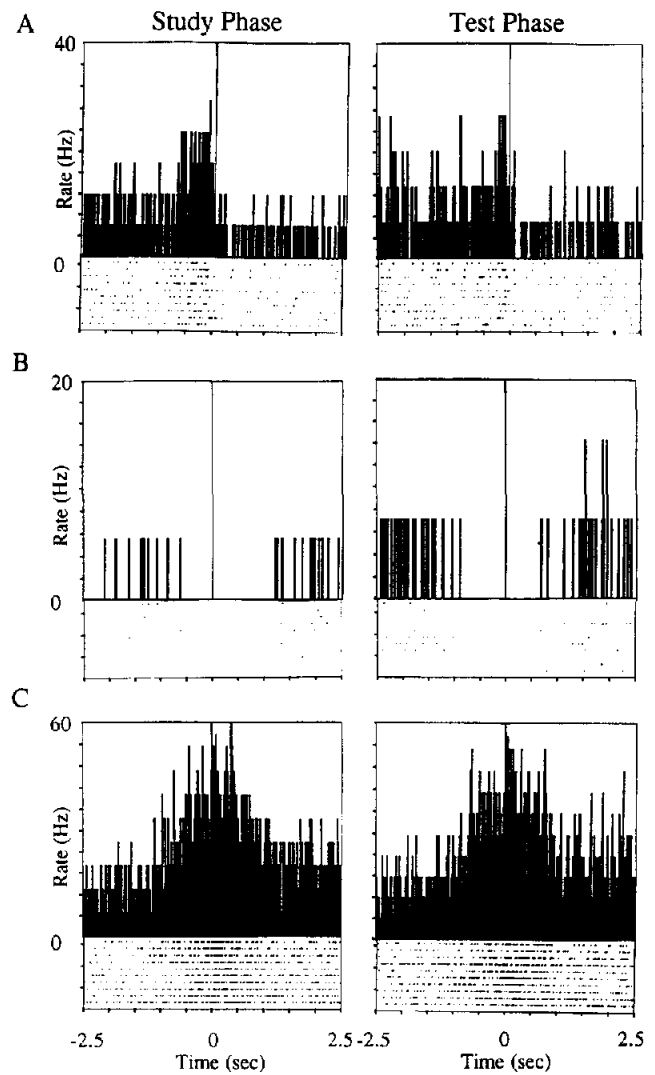 A Study Phase Test Phase
40
Rate (Hz)
0
B
20
Rate (Hz)
0
C
60
Rate (Hz)
0
-2.5 0 2.5 -2.5 0 2.5
Time (sec) Time (sec)